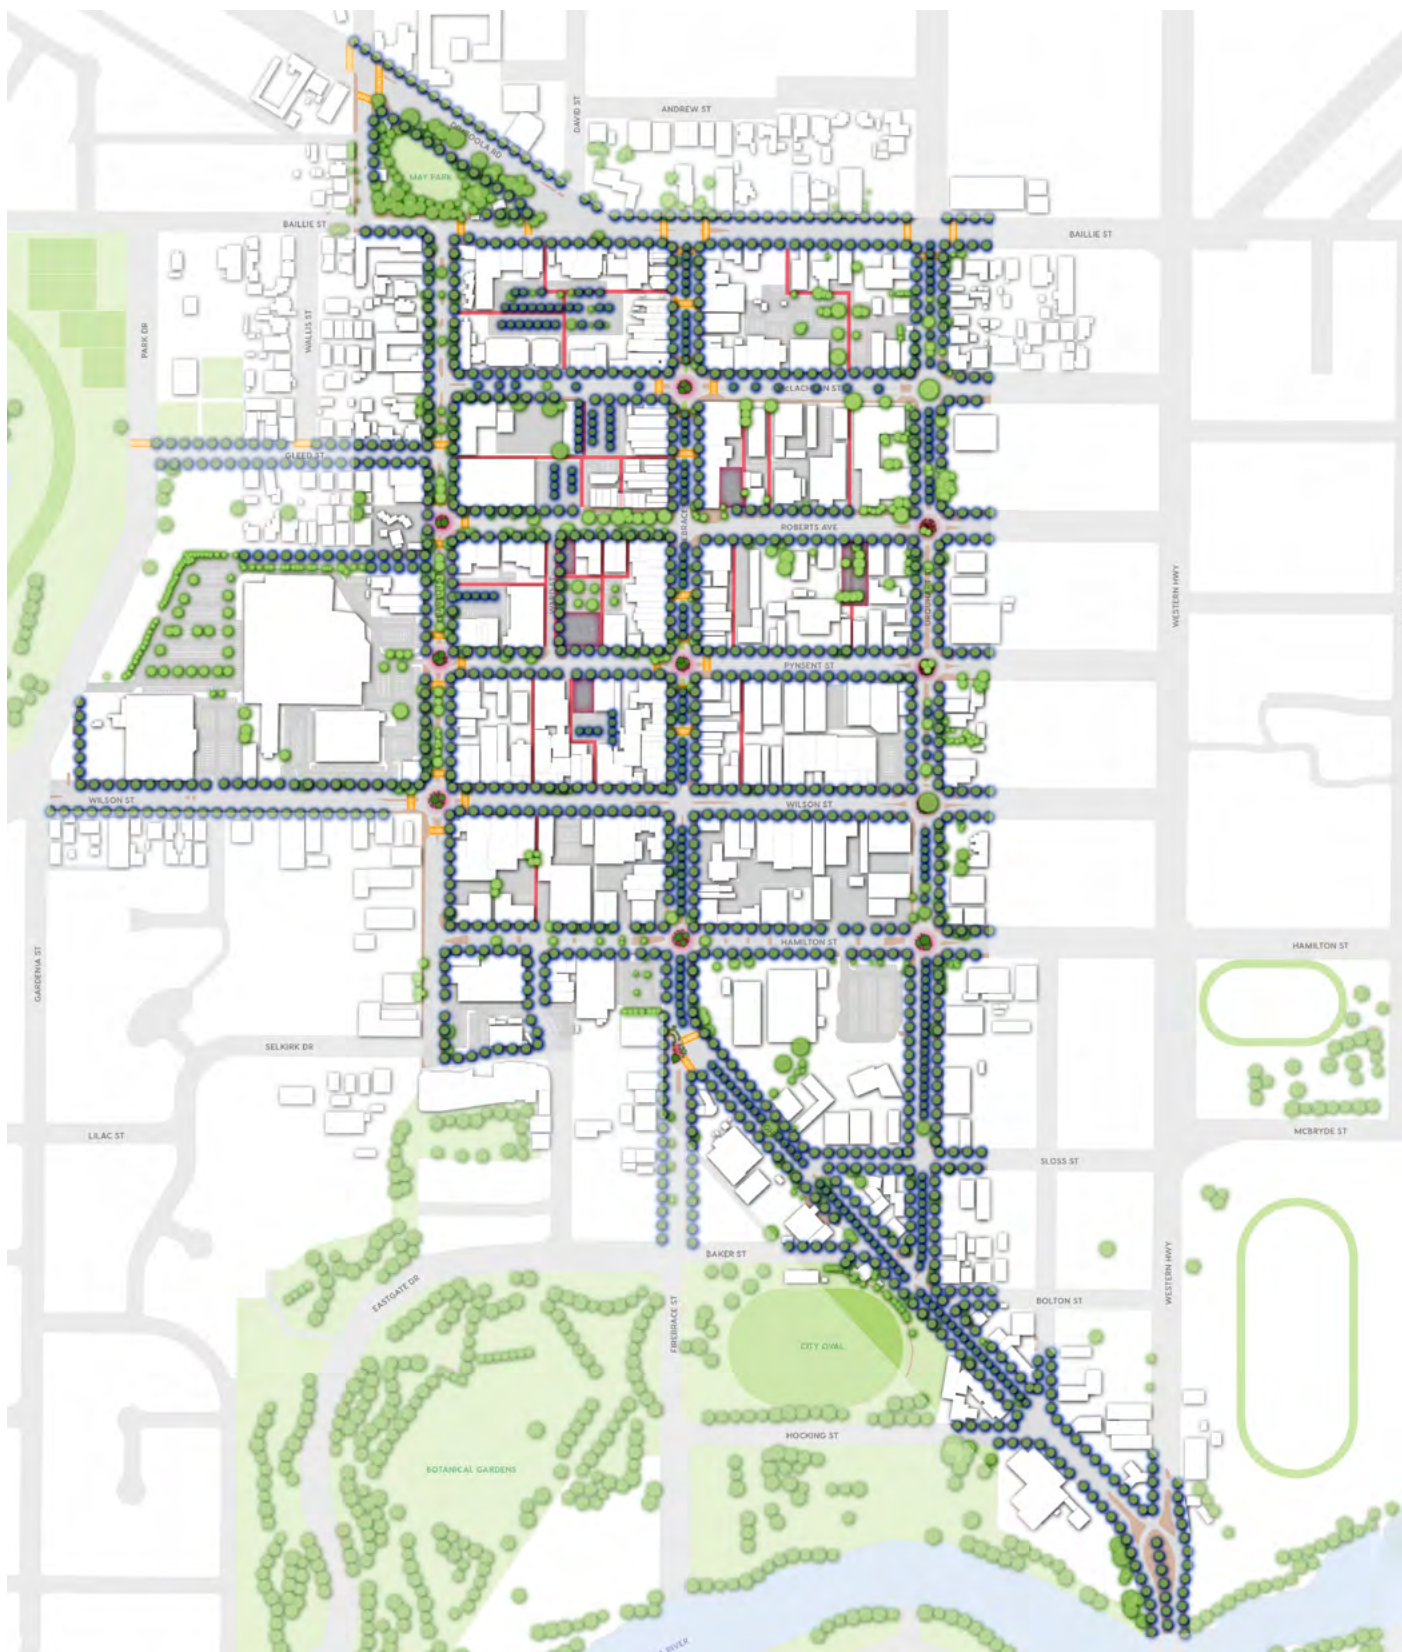 ANDREW ST
DAVID ST
MAY PARK
BAILLIE ST
BAILLIE ST
WALLIS ST
PARK DR
GLEED ST
ROBERTS AVE
WESTERN HWY
PYNSENT ST
WILSON ST
WILSON ST
HAMILTON ST
HAMILTON ST
GARDENIA ST
SELKIRK DR
LILAC ST
MCBRYDE ST
SLOSS ST
BAKER ST
EASTGATE DR
WESTERN HWY
BOLTON ST
FIREBRACE ST
CITY OVAL
HOCKING ST
BOTANICAL GARDENS
RIVER